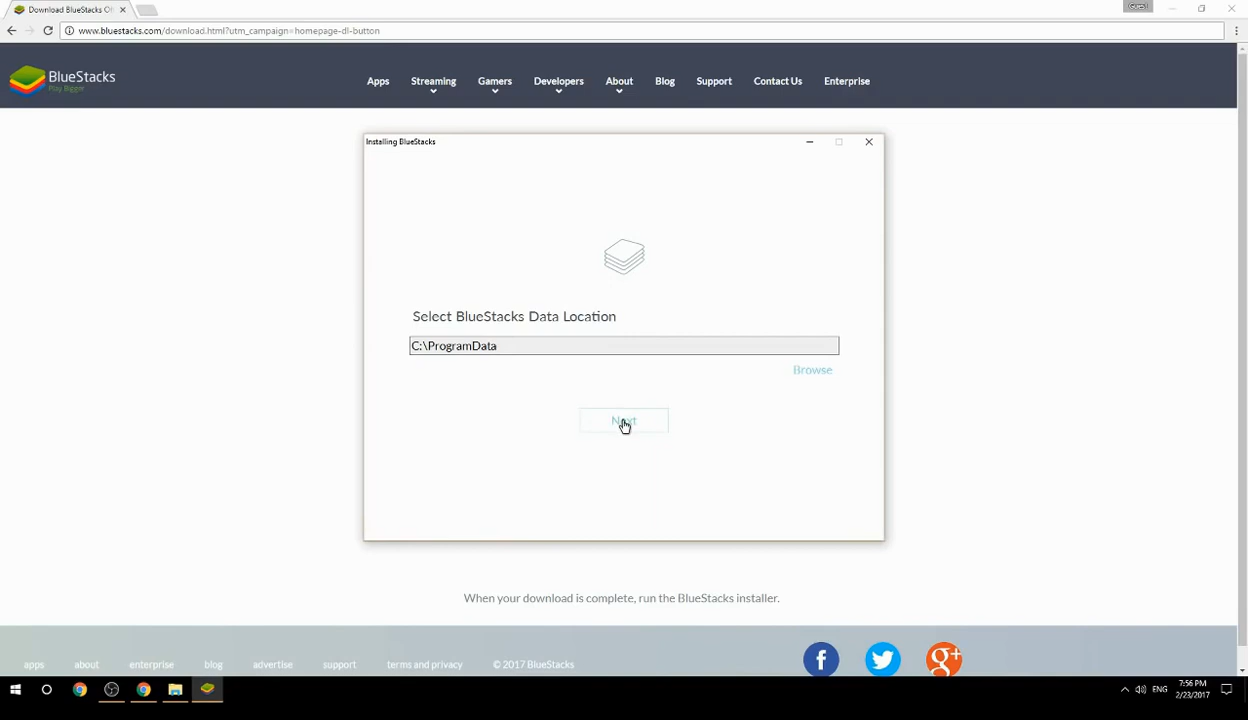 Download BlueStacks Of
Guest
www.bluestacks.com/download.html?utm_campaign=homepage-dl-button
BlueStacks
Play Bigger
Apps Streaming Gamers Developers About Blog Support Contact Us Enterprise
Installing BlueStacks
Select BlueStacks Data Location
C:\ProgramData
Browse
Next
When your download is complete, run the BlueStacks installer.
apps about enterprise blog advertise support terms and privacy © 2017 BlueStacks
f g+
ENG
7:56 PM
2/23/2017